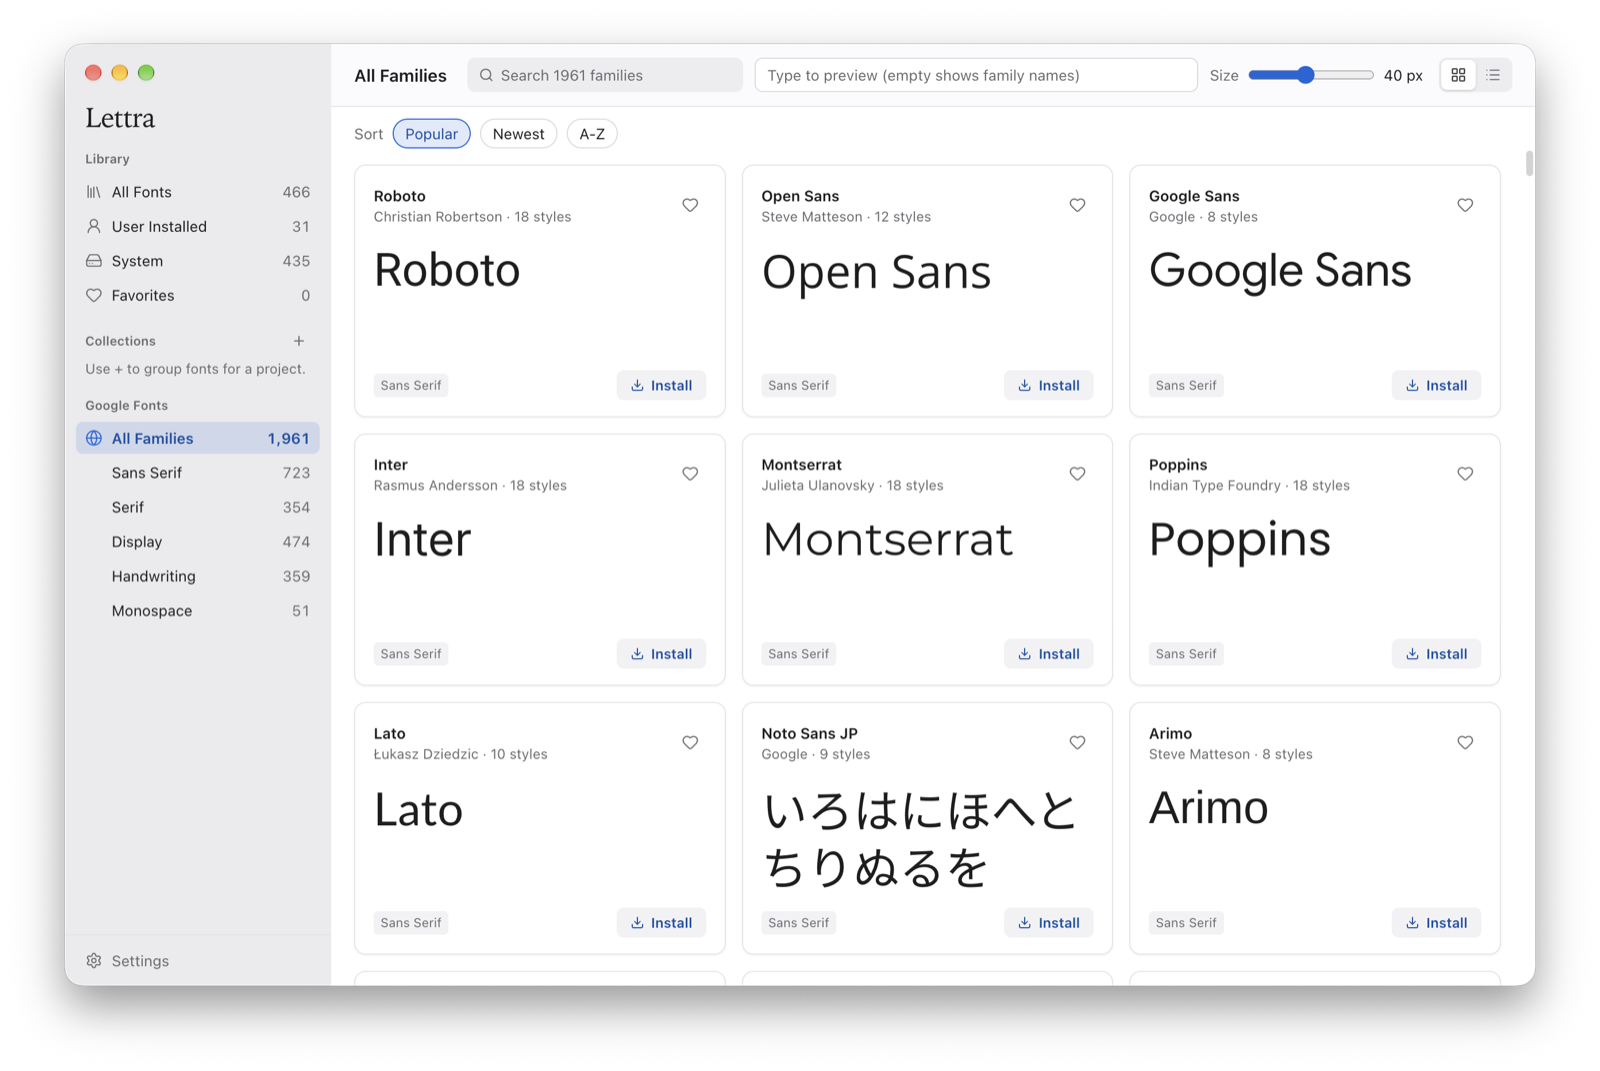 Lettra
Library
All Fonts 466
User Installed 31
System 435
Favorites 0
Collections +
Use + to group fonts for a project.
Google Fonts
All Families 1,961
Sans Serif 723
Serif 354
Display 474
Handwriting 359
Monospace 51
Settings
All Families
Search 1961 families
Type to preview (empty shows family names)
Size 40 px
Sort Popular Newest A-Z
Roboto
Christian Robertson · 18 styles
Roboto
Sans Serif Install
Open Sans
Steve Matteson · 12 styles
Open Sans
Sans Serif Install
Google Sans
Google · 8 styles
Google Sans
Sans Serif Install
Inter
Rasmus Andersson · 18 styles
Inter
Sans Serif Install
Montserrat
Julieta Ulanovsky · 18 styles
Montserrat
Sans Serif Install
Poppins
Indian Type Foundry · 18 styles
Poppins
Sans Serif Install
Lato
Łukasz Dziedzic · 10 styles
Lato
Sans Serif Install
Noto Sans JP
Google · 9 styles
いろはにほへと
ちりぬるを
Sans Serif Install
Arimo
Steve Matteson · 8 styles
Arimo
Sans Serif Install